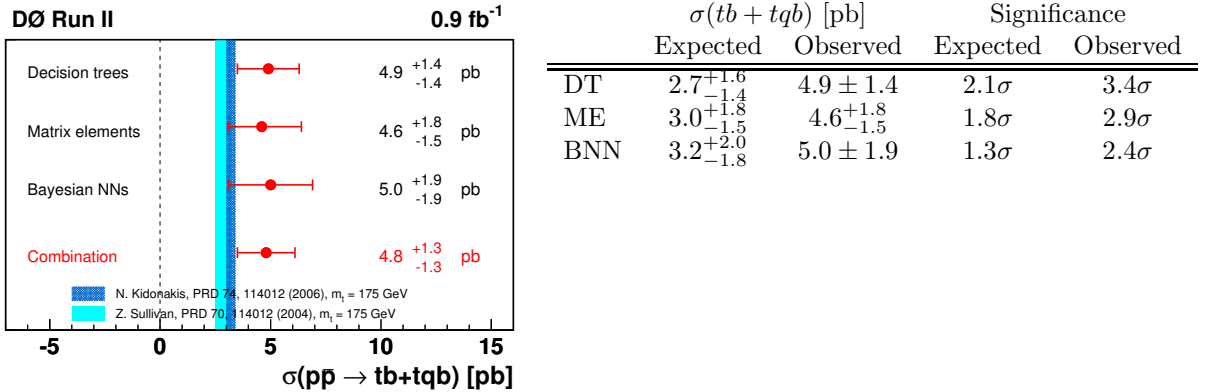 DØ Run II 0.9 fb⁻¹
Decision trees 4.9 +1.4 -1.4 pb
Matrix elements 4.6 +1.8 -1.5 pb
Bayesian NNs 5.0 +1.9 -1.9 pb
Combination 4.8 +1.3 -1.3 pb
N. Kidonakis, PRD 74, 114012 (2006), mₜ = 175 GeV
Z. Sullivan, PRD 70, 114012 (2004), mₜ = 175 GeV
-5 0 5 10 15
σ(pp̄ → tb+tqb) [pb]
σ(tb + tqb) [pb] Significance
Expected Observed Expected Observed
DT 2.7 +1.6 −1.4 4.9 ± 1.4 2.1σ 3.4σ
ME 3.0 +1.8 −1.5 4.6 +1.8 −1.5 1.8σ 2.9σ
BNN 3.2 +2.0 −1.8 5.0 ± 1.9 1.3σ 2.4σ